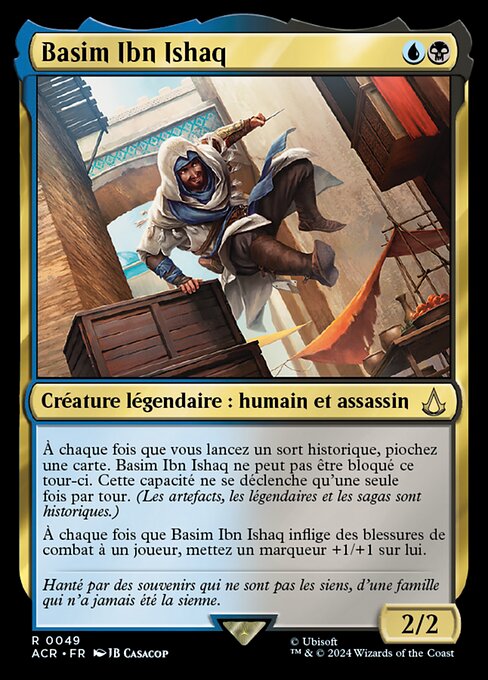 Basim Ibn Ishaq
Créature légendaire : humain et assassin
À chaque fois que vous lancez un sort historique, piochez
une carte. Basim Ibn Ishaq ne peut pas être bloqué ce
tour-ci. Cette capacité ne se déclenche qu'une seule
fois par tour. (Les artefacts, les légendaires et les sagas sont
historiques.)
À chaque fois que Basim Ibn Ishaq inflige des blessures de
combat à un joueur, mettez un marqueur +1/+1 sur lui.
Hanté par des souvenirs qui ne sont pas les siens, d'une famille
qui n'a jamais été la sienne.
2/2
R 0049
ACR • FR JB Casacop
© Ubisoft
™ & © 2024 Wizards of the Coast